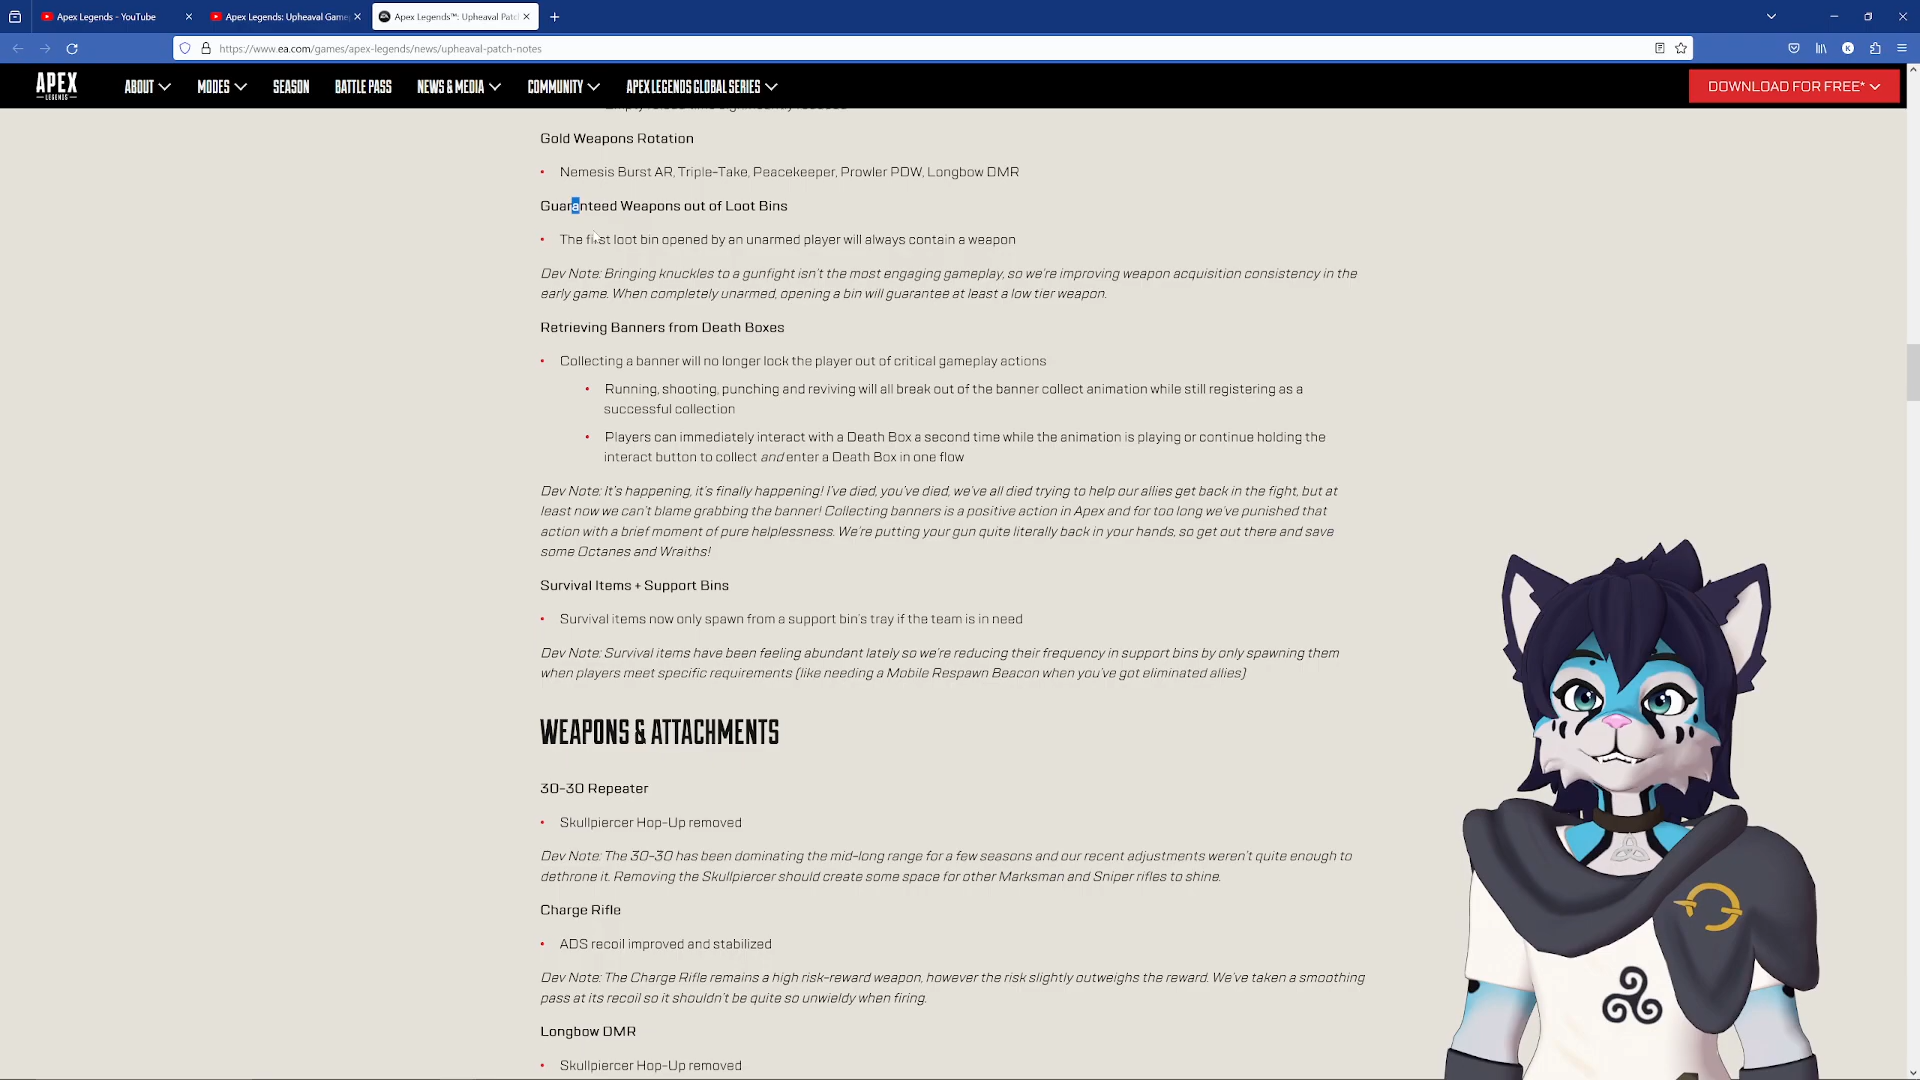 Apex Legends - YouTube
Apex Legends: Upheaval Game
Apex Legends™: Upheaval Patc
https://www.ea.com/games/apex-legends/news/upheaval-patch-notes
K
APEX
LEGENDS
ABOUT
MODES
SEASON
BATTLE PASS
NEWS & MEDIA
COMMUNITY
APEX LEGENDS GLOBAL SERIES
DOWNLOAD FOR FREE*
Gold Weapons Rotation
• Nemesis Burst AR, Triple-Take, Peacekeeper, Prowler PDW, Longbow DMR
Guaranteed Weapons out of Loot Bins
• The first loot bin opened by an unarmed player will always contain a weapon
Dev Note: Bringing knuckles to a gunfight isn't the most engaging gameplay, so we're improving weapon acquisition consistency in the
early game. When completely unarmed, opening a bin will guarantee at least a low tier weapon.
Retrieving Banners from Death Boxes
• Collecting a banner will no longer lock the player out of critical gameplay actions
• Running, shooting, punching and reviving will all break out of the banner collect animation while still registering as a
successful collection
• Players can immediately interact with a Death Box a second time while the animation is playing or continue holding the
interact button to collect and enter a Death Box in one flow
Dev Note: It's happening, it's finally happening! I've died, you've died, we've all died trying to help our allies get back in the fight, but at
least now we can't blame grabbing the banner! Collecting banners is a positive action in Apex and for too long we've punished that
action with a brief moment of pure helplessness. We're putting your gun quite literally back in your hands, so get out there and save
some Octanes and Wraiths!
Survival Items + Support Bins
• Survival items now only spawn from a support bin's tray if the team is in need
Dev Note: Survival items have been feeling abundant lately so we're reducing their frequency in support bins by only spawning them
when players meet specific requirements (like needing a Mobile Respawn Beacon when you've got eliminated allies)
WEAPONS & ATTACHMENTS
30-30 Repeater
• Skullpiercer Hop-Up removed
Dev Note: The 30-30 has been dominating the mid-long range for a few seasons and our recent adjustments weren't quite enough to
dethrone it. Removing the Skullpiercer should create some space for other Marksman and Sniper rifles to shine.
Charge Rifle
• ADS recoil improved and stabilized
Dev Note: The Charge Rifle remains a high risk-reward weapon, however the risk slightly outweighs the reward. We've taken a smoothing
pass at its recoil so it shouldn't be quite so unwieldy when firing.
Longbow DMR
• Skullpiercer Hop-Up removed